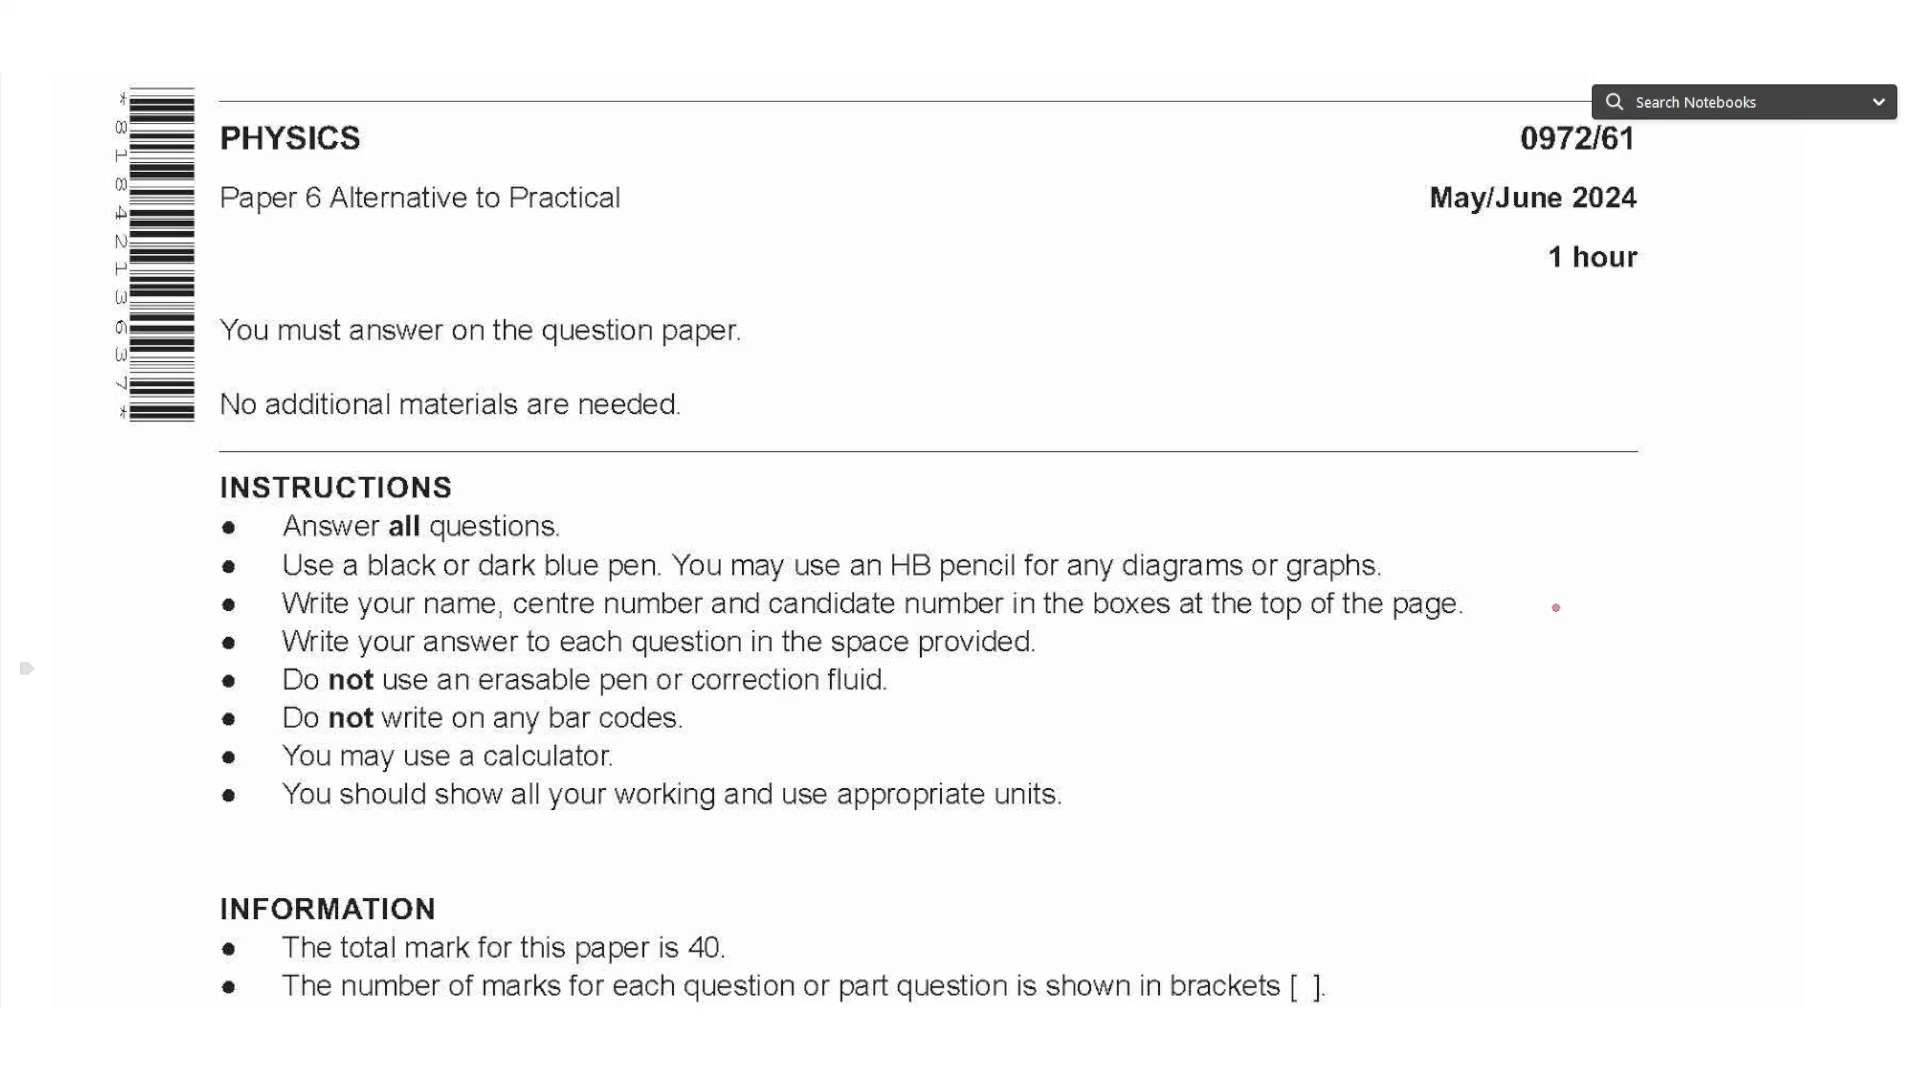 Search Notebooks
PHYSICS 0972/61
Paper 6 Alternative to Practical May/June 2024
1 hour
*8184213637*
You must answer on the question paper.
No additional materials are needed.
INSTRUCTIONS
● Answer all questions.
● Use a black or dark blue pen. You may use an HB pencil for any diagrams or graphs.
● Write your name, centre number and candidate number in the boxes at the top of the page.
● Write your answer to each question in the space provided.
● Do not use an erasable pen or correction fluid.
● Do not write on any bar codes.
● You may use a calculator.
● You should show all your working and use appropriate units.
INFORMATION
● The total mark for this paper is 40.
● The number of marks for each question or part question is shown in brackets [ ].